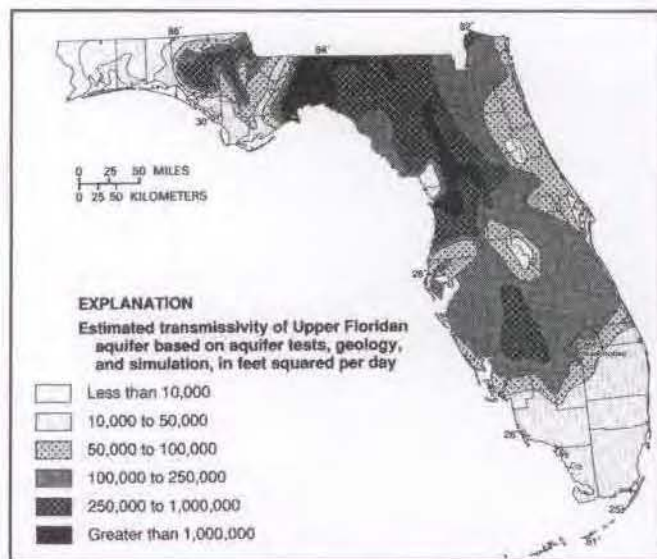 86°
84°
82°
30°
0 25 50 MILES
0 25 50 KILOMETERS
28°
EXPLANATION
Estimated transmissivity of Upper Floridan
aquifer based on aquifer tests, geology,
and simulation, in feet squared per day
Less than 10,000
10,000 to 50,000
50,000 to 100,000
100,000 to 250,000
250,000 to 1,000,000
Greater than 1,000,000
26°
25°
81°